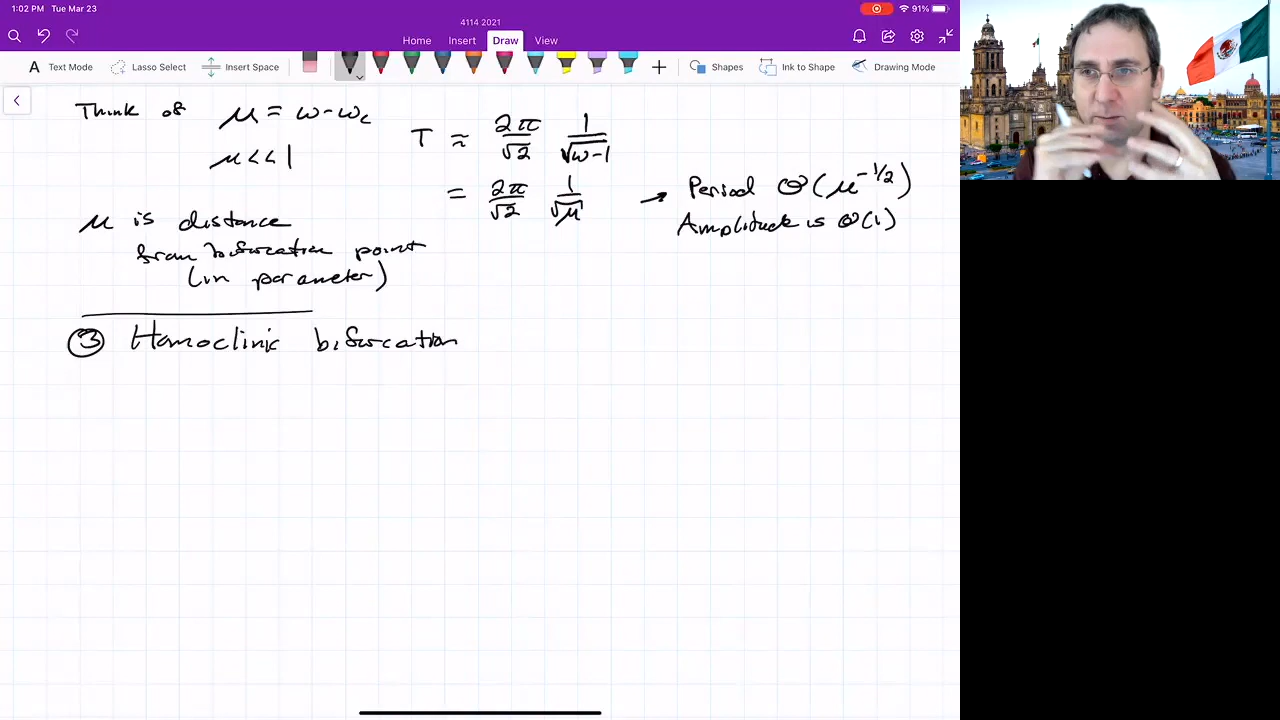 1:02 PM Tue Mar 23
91%
4114 2021
Home Insert Draw View
Text Mode Lasso Select Insert Space Shapes Ink to Shape Drawing Mode
Think of μ = ω-ωc
μ << 1
μ is distance
from bifurcation point
(in parameter)
T ≈ 2π/√2 1/√ω-1
= 2π/√2 1/√μ
→ Period O(μ^-1/2)
Amplitude is O(1)
③ Homoclinic bifurcation